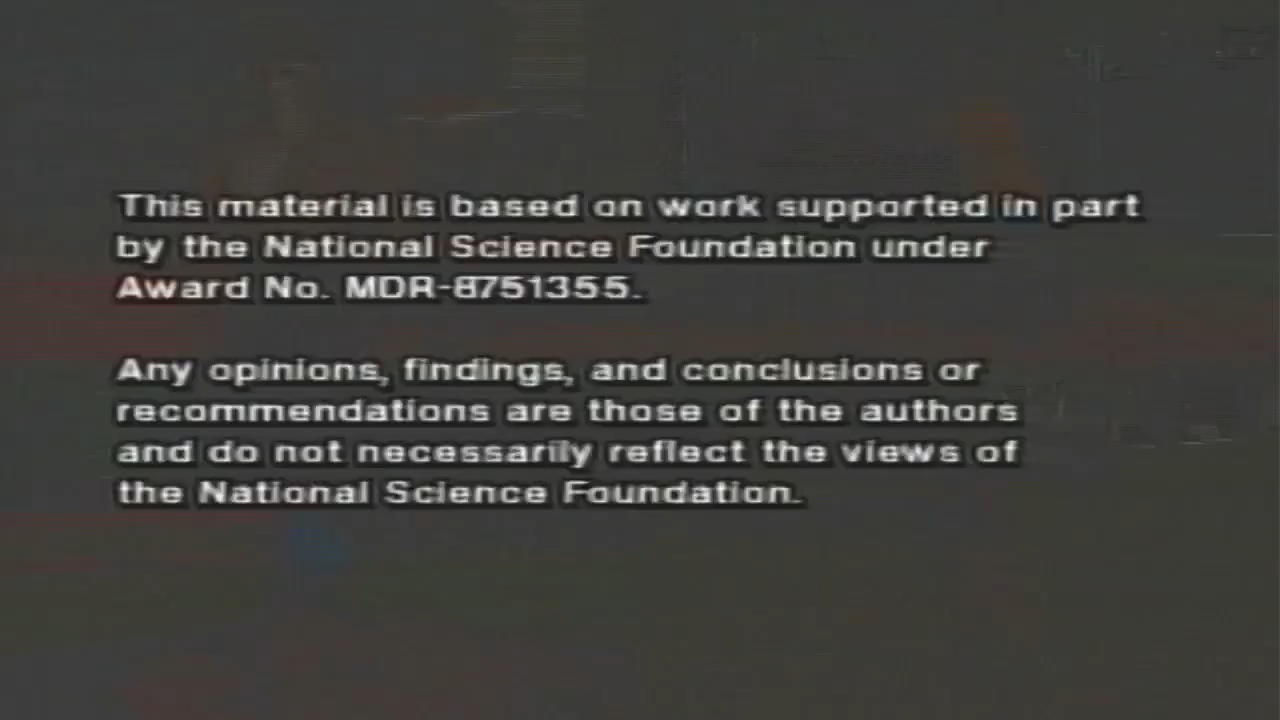 This material is based on work supported in part
by the National Science Foundation under
Award No. MDR-8751355.
Any opinions, findings, and conclusions or
recommendations are those of the authors
and do not necessarily reflect the views of
the National Science Foundation.